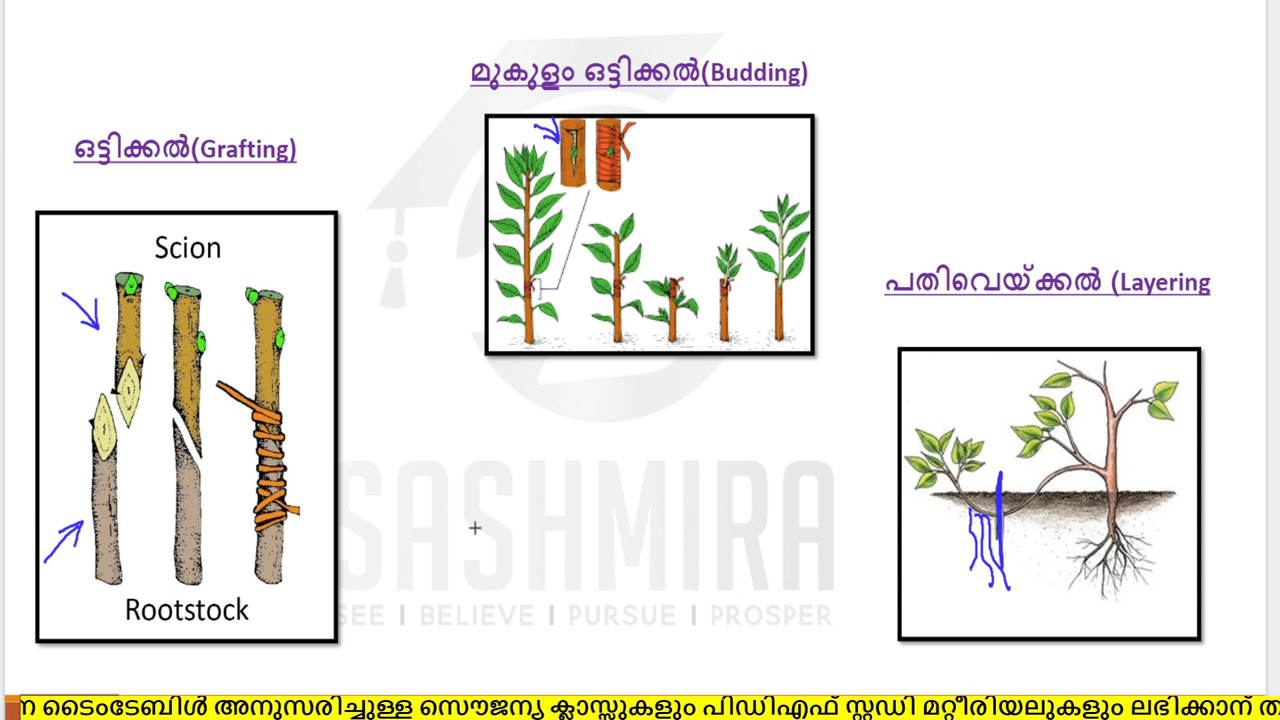 മുകുളം ഒട്ടിക്കൽ(Budding)
ഒട്ടിക്കൽ(Grafting)
Scion
Rootstock
പതിവെയ്ക്കൽ (Layering
SASHMIRA
SEE I BELIEVE I PURSUE I PROSPER
ന ടൈംടേബിൾ അനുസരിച്ചുള്ള സൌജന്യ ക്ലാസ്സുകളും പിഡിഎഫ് സ്റ്റഡി മറ്റീരിയലുകളും ലഭിക്കാന് ത